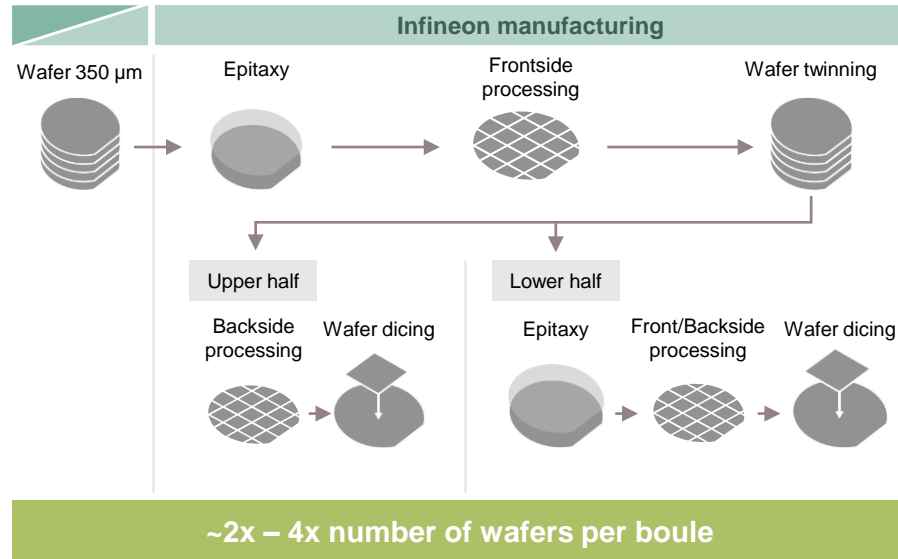 Infineon manufacturing
Wafer 350 µm
Epitaxy
Frontside
processing
Wafer twinning
Upper half
Lower half
Backside
processing
Wafer dicing
Epitaxy
Front/Backside
processing
Wafer dicing
~2x – 4x number of wafers per boule